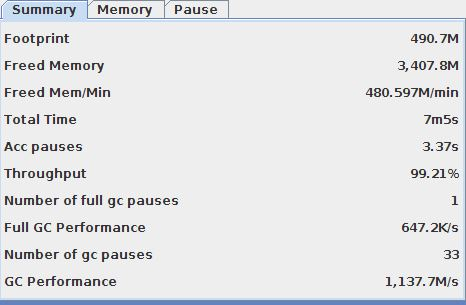 Summary Memory Pause
Footprint 490.7M
Freed Memory 3,407.8M
Freed Mem/Min 480.597M/min
Total Time 7m5s
Acc pauses 3.37s
Throughput 99.21%
Number of full gc pauses 1
Full GC Performance 647.2K/s
Number of gc pauses 33
GC Performance 1,137.7M/s